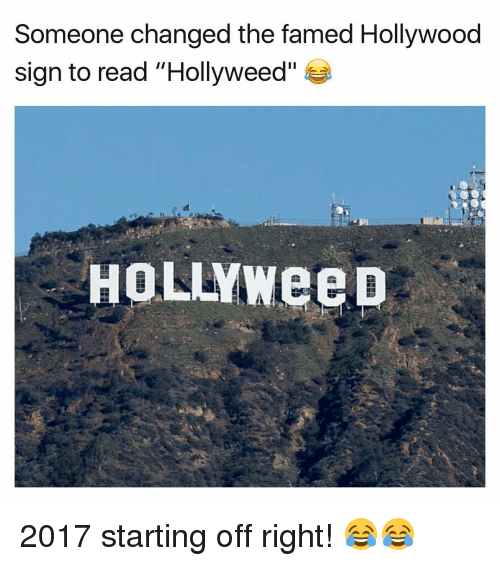 Someone changed the famed Hollywood
sign to read "Hollyweed" 😂
HOLLYWeeD
2017 starting off right! 😂😂